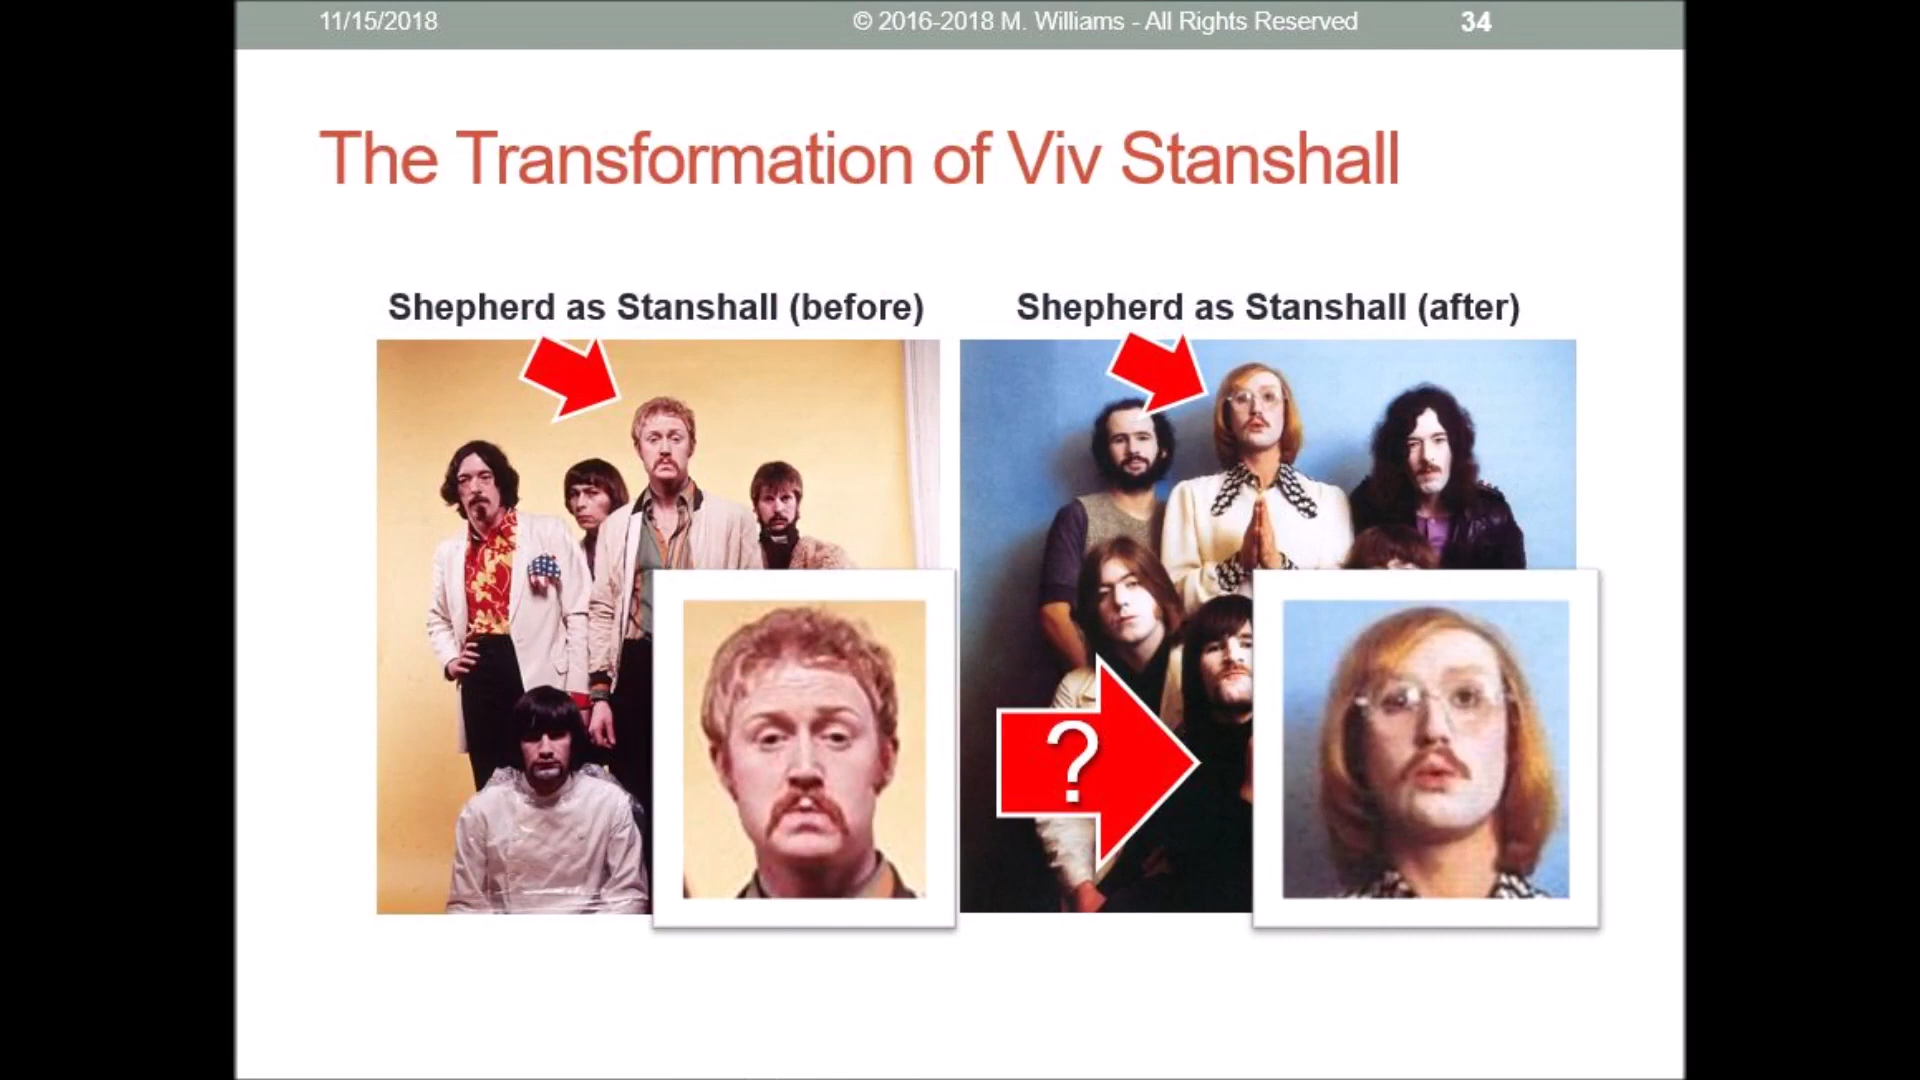 11/15/2018
© 2016-2018 M. Williams - All Rights Reserved
34
The Transformation of Viv Stanshall
Shepherd as Stanshall (before)
Shepherd as Stanshall (after)
?